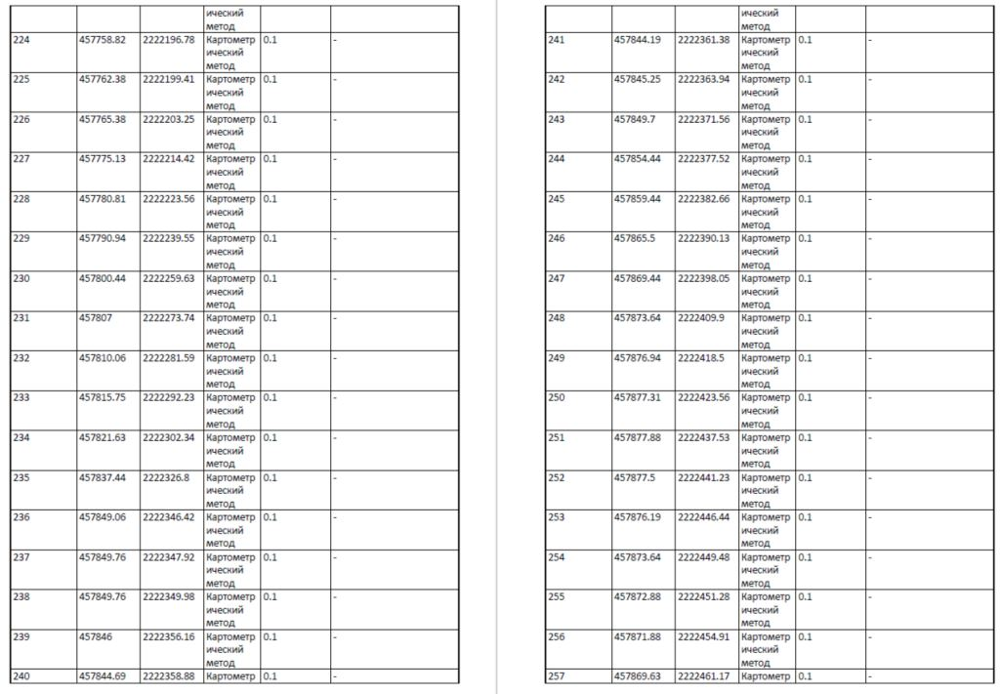 ический
метод
224 457758.82 2222196.78 Картометр 0.1 -
ический
метод
225 457762.38 2222199.41 Картометр 0.1 -
ический
метод
226 457765.38 2222203.25 Картометр 0.1 -
ический
метод
227 457775.13 2222214.42 Картометр 0.1 -
ический
метод
228 457780.81 2222223.56 Картометр 0.1 -
ический
метод
229 457790.94 2222239.55 Картометр 0.1 -
ический
метод
230 457800.44 2222259.63 Картометр 0.1 -
ический
метод
231 457807 2222273.74 Картометр 0.1 -
ический
метод
232 457810.06 2222281.59 Картометр 0.1 -
ический
метод
233 457815.75 2222292.23 Картометр 0.1 -
ический
метод
234 457821.63 2222302.34 Картометр 0.1 -
ический
метод
235 457837.44 2222326.8 Картометр 0.1 -
ический
метод
236 457849.06 2222346.42 Картометр 0.1 -
ический
метод
237 457849.76 2222347.92 Картометр 0.1 -
ический
метод
238 457849.76 2222349.98 Картометр 0.1 -
ический
метод
239 457846 2222356.16 Картометр 0.1 -
ический
метод
240 457844.69 2222358.88 Картометр 0.1 -
ический
метод
241 457844.19 2222361.38 Картометр 0.1 -
ический
метод
242 457845.25 2222363.94 Картометр 0.1 -
ический
метод
243 457849.7 2222371.56 Картометр 0.1 -
ический
метод
244 457854.44 2222377.52 Картометр 0.1 -
ический
метод
245 457859.44 2222382.66 Картометр 0.1 -
ический
метод
246 457865.5 2222390.13 Картометр 0.1 -
ический
метод
247 457869.44 2222398.05 Картометр 0.1 -
ический
метод
248 457873.64 2222409.9 Картометр 0.1 -
ический
метод
249 457876.94 2222418.5 Картометр 0.1 -
ический
метод
250 457877.31 2222423.56 Картометр 0.1 -
ический
метод
251 457877.88 2222437.53 Картометр 0.1 -
ический
метод
252 457877.5 2222441.23 Картометр 0.1 -
ический
метод
253 457876.19 2222446.44 Картометр 0.1 -
ический
метод
254 457873.64 2222449.48 Картометр 0.1 -
ический
метод
255 457872.88 2222451.28 Картометр 0.1 -
ический
метод
256 457871.88 2222454.91 Картометр 0.1 -
ический
метод
257 457869.63 2222461.17 Картометр 0.1 -